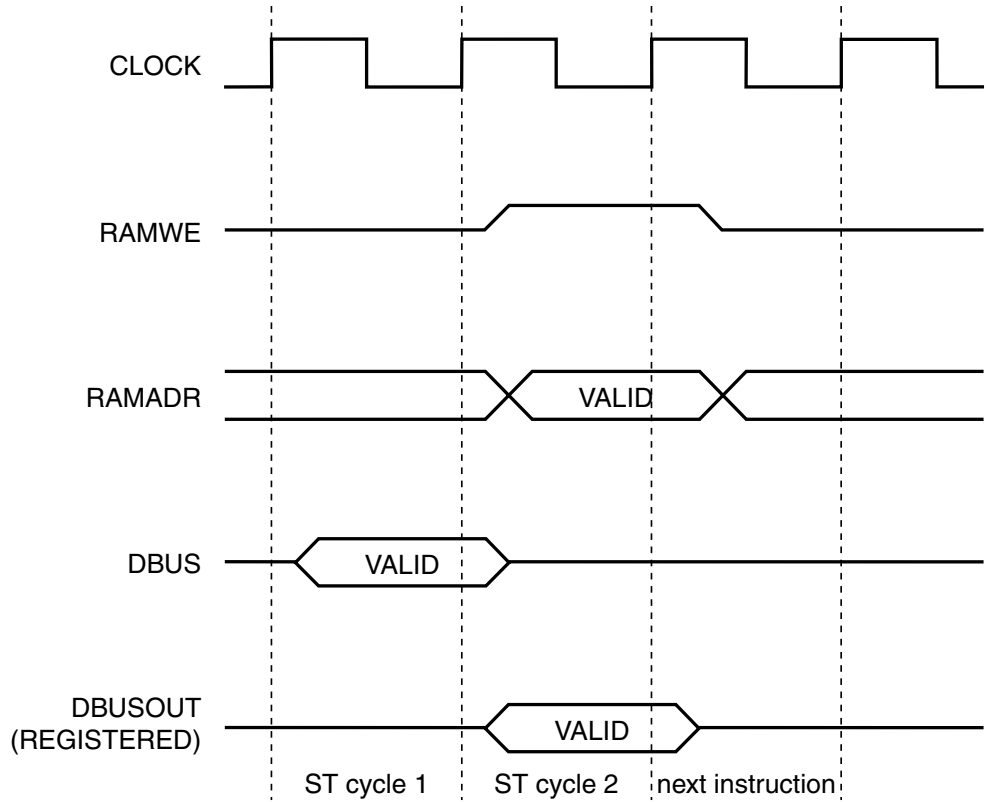 CLOCK
RAMWE
RAMADR
VALID
DBUS
VALID
DBUSOUT
(REGISTERED)
VALID
ST cycle 1
ST cycle 2
next instruction